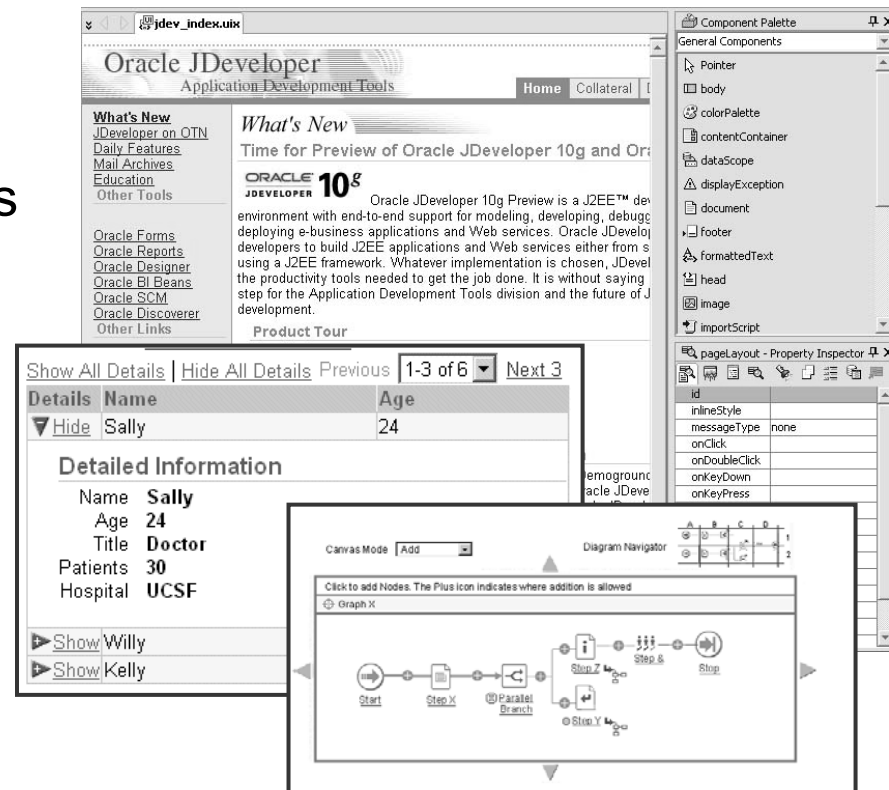 s
jdev_index.uix
Oracle JDeveloper
Application Development Tools
Home Collateral
What's New
JDeveloper on OTN
Daily Features
Mail Archives
Education
Other Tools
Oracle Forms
Oracle Reports
Oracle Designer
Oracle BI Beans
Oracle SCM
Oracle Discoverer
Other Links
What's New
Time for Preview of Oracle JDeveloper 10g and Ora
ORACLE
JDEVELOPER 10g
Oracle JDeveloper 10g Preview is a J2EE™ dev
environment with end-to-end support for modeling, developing, debugg
deploying e-business applications and Web services. Oracle JDevelop
developers to build J2EE applications and Web services either from s
using a J2EE framework. Whatever implementation is chosen, JDevel
the productivity tools needed to get the job done. It is without saying
step for the Application Development Tools division and the future of J
development.
Product Tour
emogroun
racle JDeve
Component Palette
General Components
Pointer
body
colorPalette
contentContainer
dataScope
displayException
document
footer
formattedText
head
image
importScript
pageLayout - Property Inspector
id
inlineStyle
messageType none
onClick
onDoubleClick
onKeyDown
onKeyPress
Show All Details | Hide All Details Previous 1-3 of 6 Next 3
Details Name Age
Hide Sally 24
Detailed Information
Name Sally
Age 24
Title Doctor
Patients 30
Hospital UCSF
Show Willy
Show Kelly
Canvas Mode Add
Diagram Navigator
A B C D
1
2
Click to add Nodes. The Plus icon indicates where addition is allowed
Graph X
Start
Step X
Parallel
Branch
Step Z
Step &
Stop
Step Y